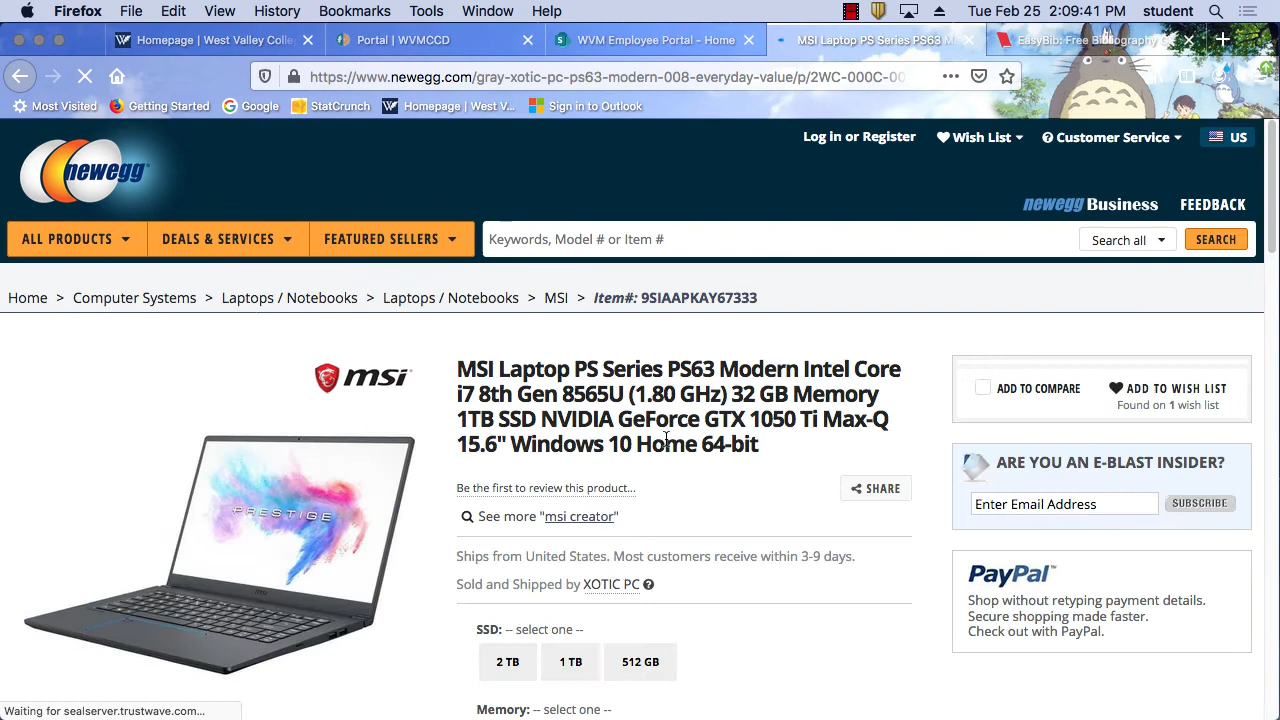 Firefox File Edit View History Bookmarks Tools Window Help Tue Feb 25 2:09:41 PM student
Homepage | West Valley Colle Portal | WVMCCD WVM Employee Portal - Home MSI Laptop PS Series PS63 M EasyBib: Free Bibliography G
https://www.newegg.com/gray-xotic-pc-ps63-modern-008-everyday-value/p/2WC-000C-00
Most Visited Getting Started Google StatCrunch Homepage | West V... Sign in to Outlook
Log in or Register Wish List Customer Service US
newegg
newegg Business FEEDBACK
ALL PRODUCTS DEALS & SERVICES FEATURED SELLERS Keywords, Model # or Item # Search all SEARCH
Home > Computer Systems > Laptops / Notebooks > Laptops / Notebooks > MSI > Item#: 9SIAAPKAY67333
msi
PRESTIGE
msi
MSI Laptop PS Series PS63 Modern Intel Core
i7 8th Gen 8565U (1.80 GHz) 32 GB Memory
1TB SSD NVIDIA GeForce GTX 1050 Ti Max-Q
15.6" Windows 10 Home 64-bit
Be the first to review this product...
SHARE
See more "msi creator"
Ships from United States. Most customers receive within 3-9 days.
Sold and Shipped by XOTIC PC
SSD: -- select one --
2 TB 1 TB 512 GB
Memory: -- select one --
ADD TO COMPARE ADD TO WISH LIST
Found on 1 wish list
ARE YOU AN E-BLAST INSIDER?
Enter Email Address SUBSCRIBE
PayPal
Shop without retyping payment details.
Secure shopping made faster.
Check out with PayPal.
Waiting for sealserver.trustwave.com...